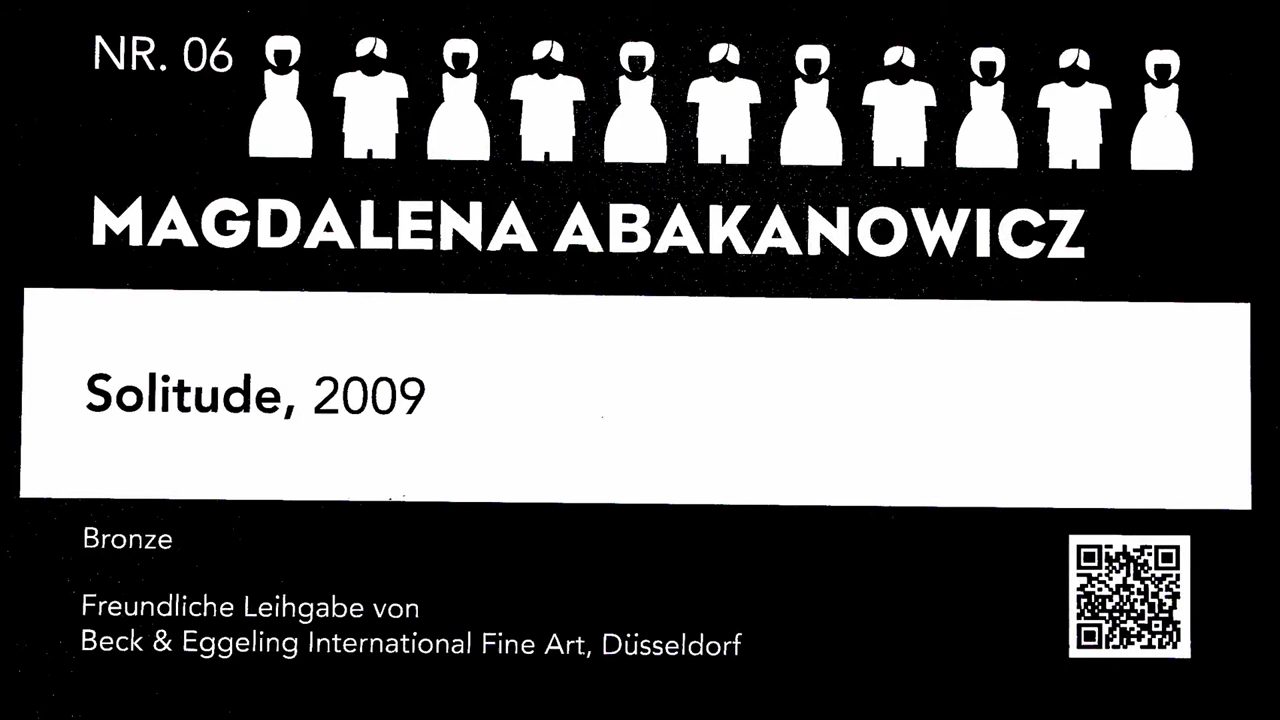 NR. 06
MAGDALENA ABAKANOWICZ
Solitude, 2009
Bronze
Freundliche Leihgabe von
Beck & Eggeling International Fine Art, Düsseldorf